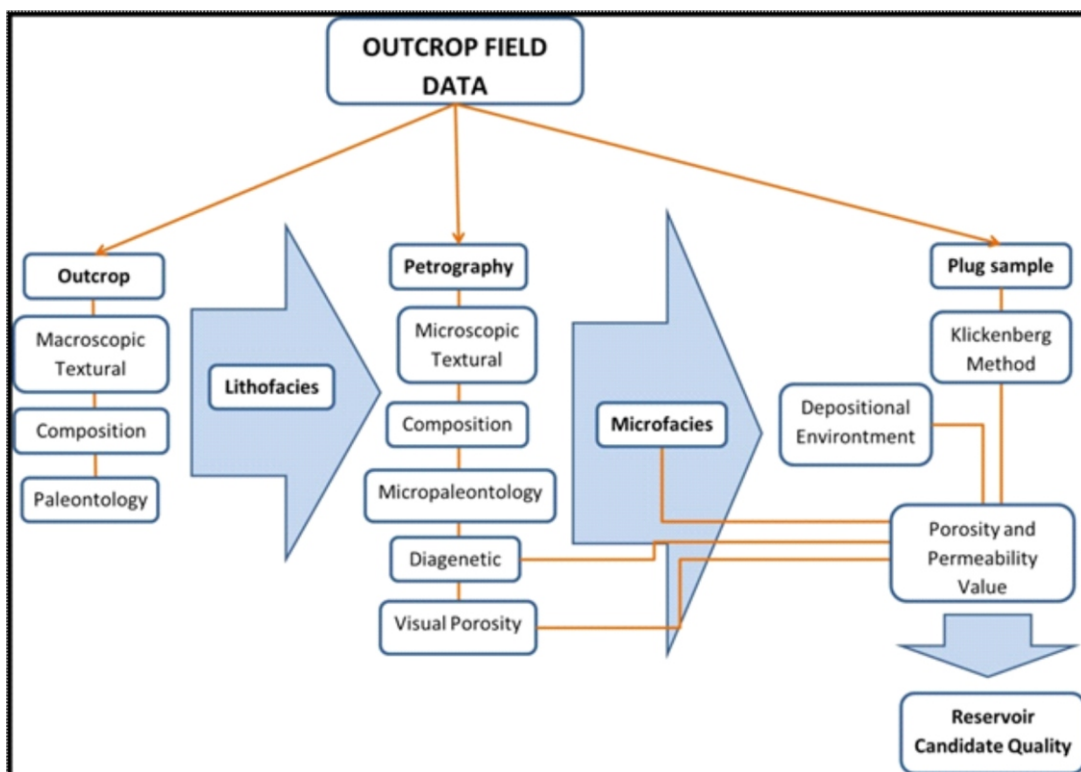 OUTCROP FIELD
DATA
Outcrop
Macroscopic
Textural
Composition
Paleontology
Lithofacies
Petrography
Microscopic
Textural
Composition
Micropaleontology
Diagenetic
Visual Porosity
Microfacies
Plug sample
Klickenberg
Method
Depositional
Environtment
Porosity and
Permeability
Value
Reservoir
Candidate Quality